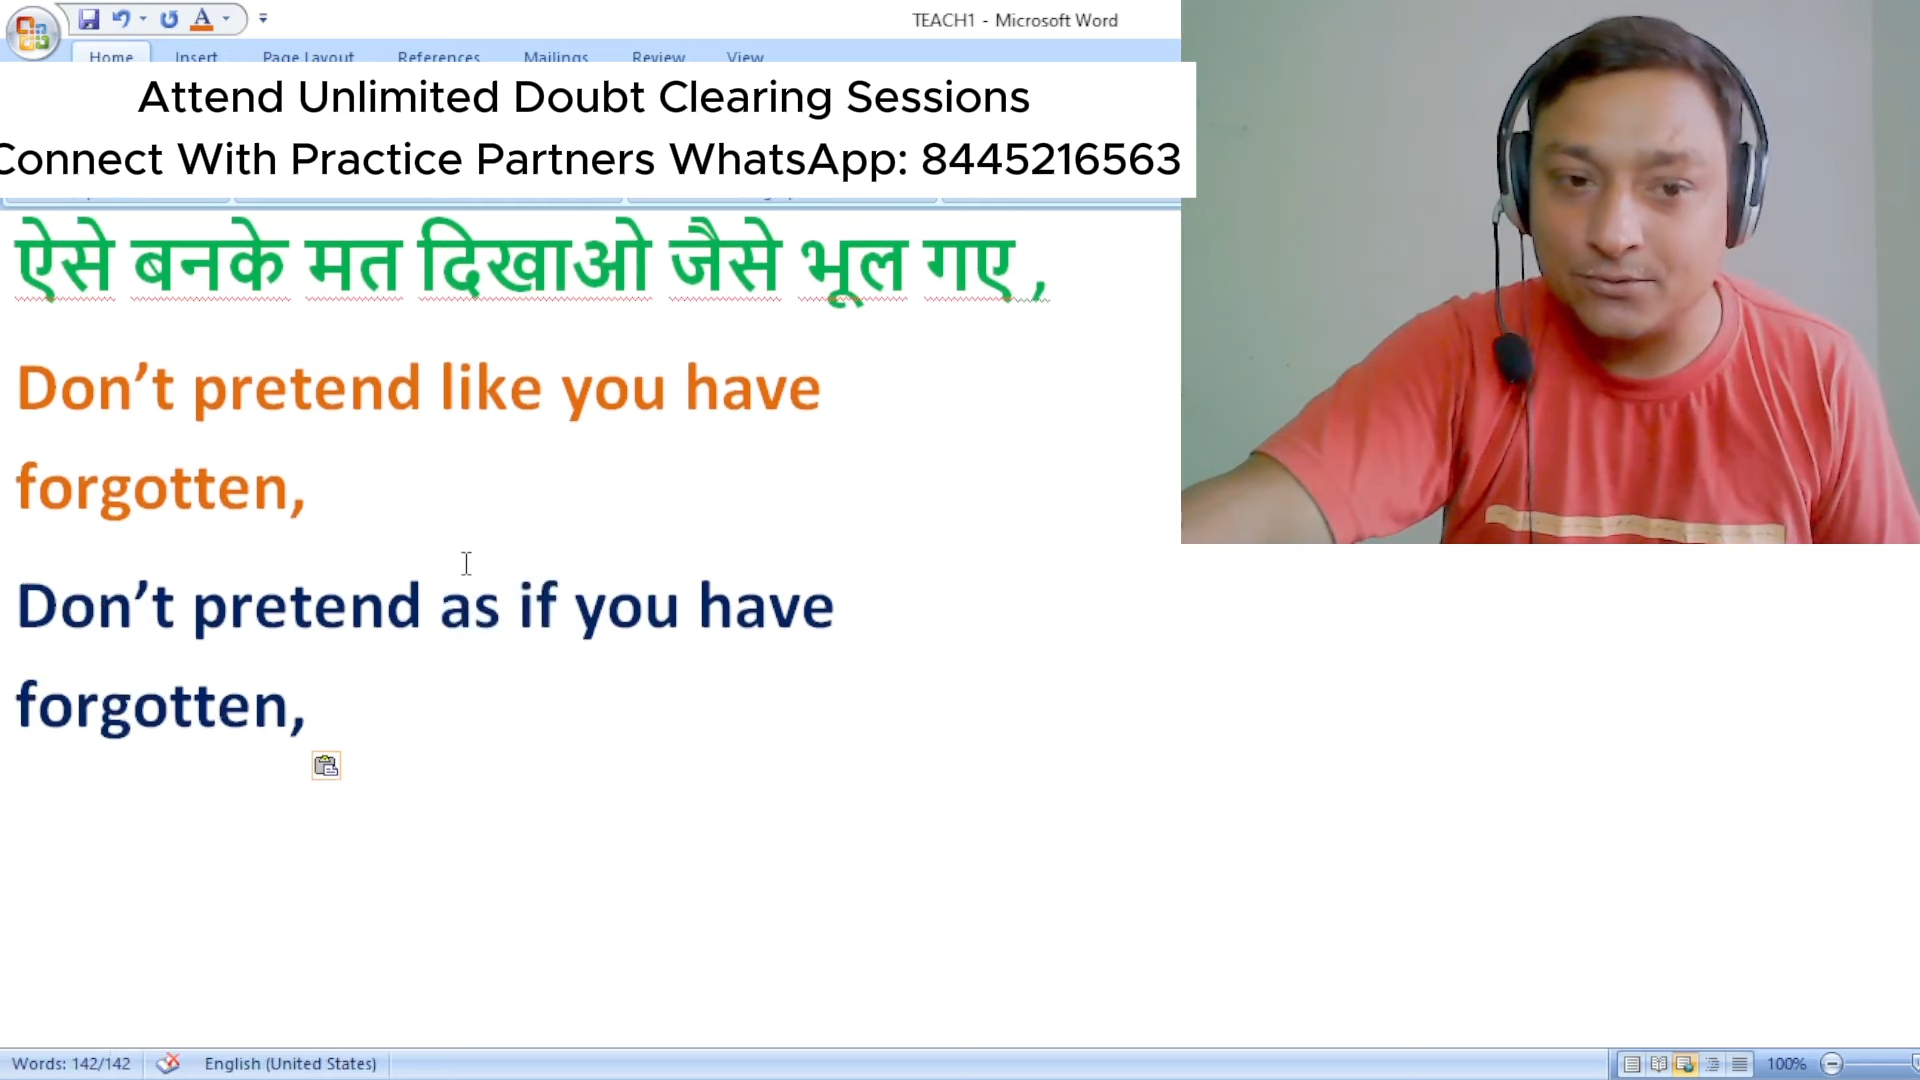 TEACH1 - Microsoft Word
Home Insert Page Layout References Mailings Review View
Attend Unlimited Doubt Clearing Sessions
Connect With Practice Partners WhatsApp: 8445216563
ऐसे बनके मत दिखाओ जैसे भूल गए ,
Don’t pretend like you have
forgotten,
Don’t pretend as if you have
forgotten,
Words: 142/142 English (United States) 100%